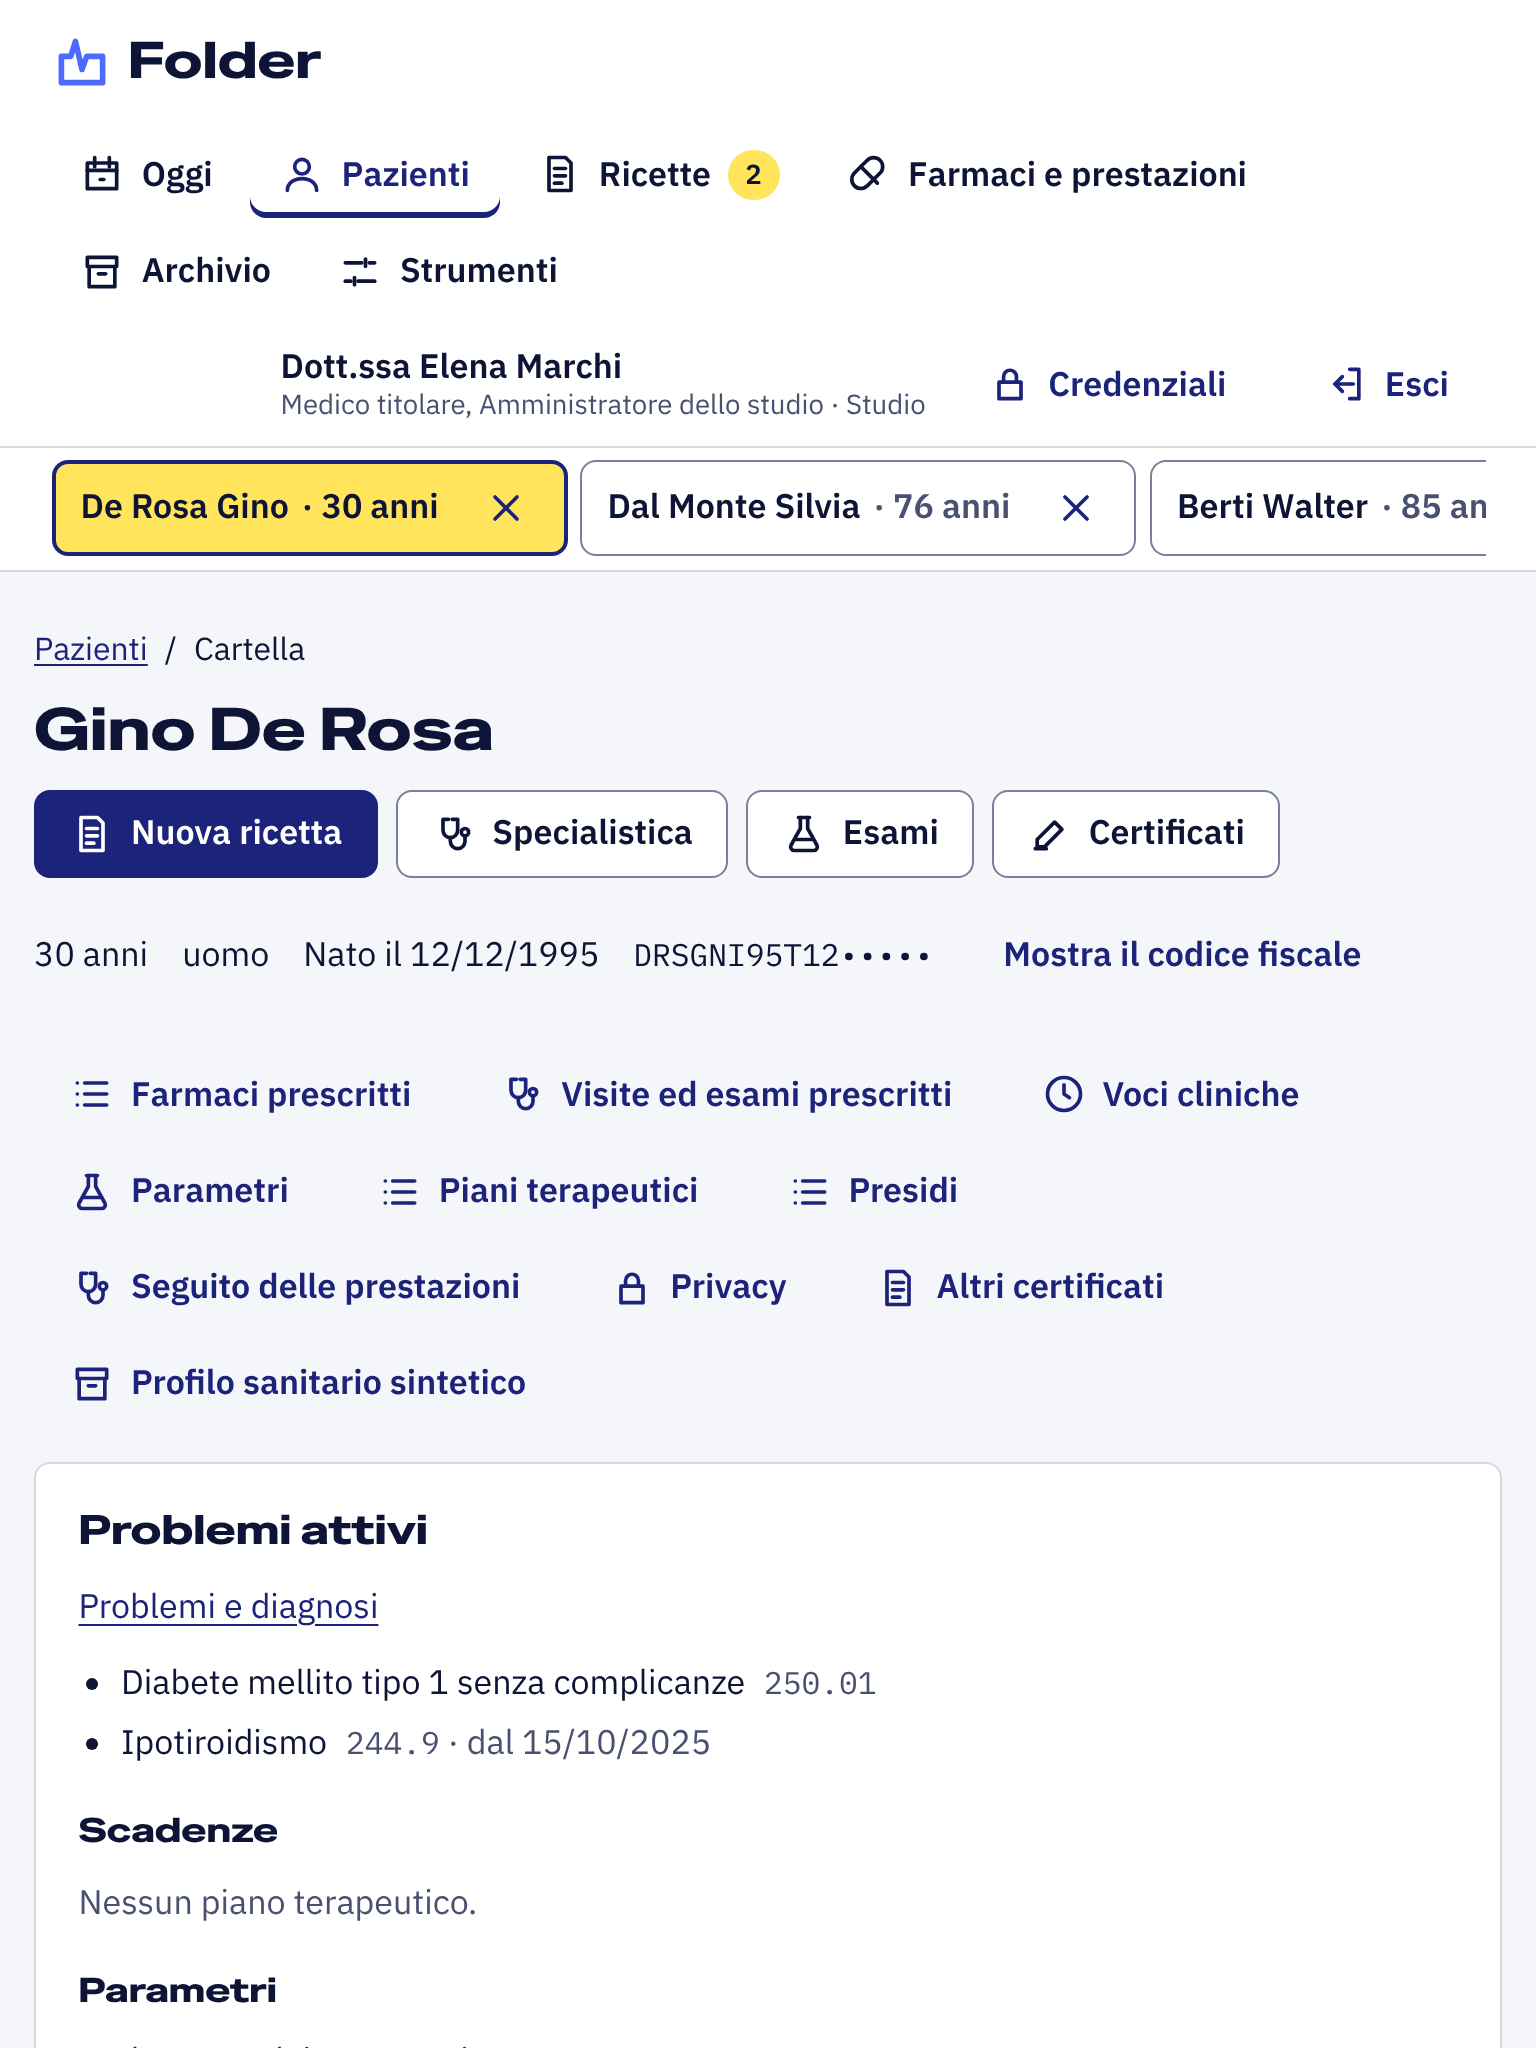 Folder
Oggi Pazienti Ricette 2 Farmaci e prestazioni
Archivio Strumenti
Dott.ssa Elena Marchi
Medico titolare, Amministratore dello studio · Studio
Credenziali Esci
De Rosa Gino · 30 anni Dal Monte Silvia · 76 anni Berti Walter · 85 an
Pazienti / Cartella
Gino De Rosa
Nuova ricetta Specialistica Esami Certificati
30 anni uomo Nato il 12/12/1995 DRSGNI95T12••••• Mostra il codice fiscale
Farmaci prescritti Visite ed esami prescritti Voci cliniche
Parametri Piani terapeutici Presidi
Seguito delle prestazioni Privacy Altri certificati
Profilo sanitario sintetico
Problemi attivi
Problemi e diagnosi
• Diabete mellito tipo 1 senza complicanze 250.01
• Ipotiroidismo 244.9 · dal 15/10/2025
Scadenze
Nessun piano terapeutico.
Parametri